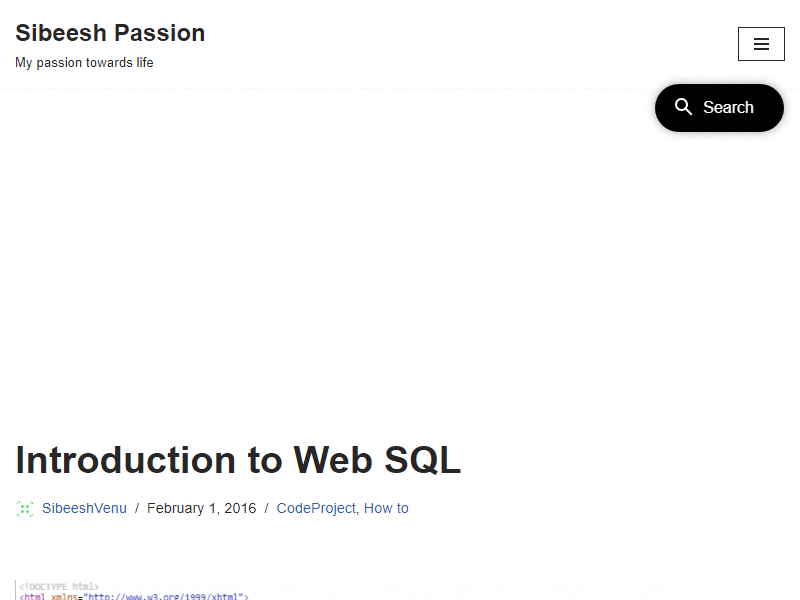 Sibeesh Passion
My passion towards life
Search
Introduction to Web SQL
SibeeshVenu / February 1, 2016 / CodeProject, How to
<!DOCTYPE html>
<html xmlns="http://www.w3.org/1999/xhtml">